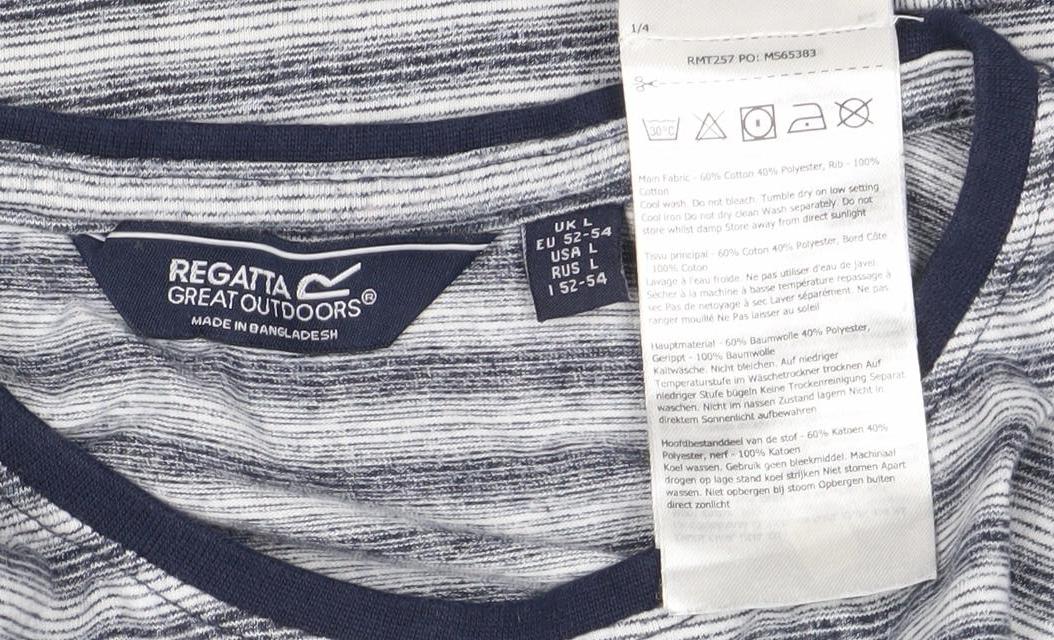 1/4
RMT257 PO: MS65383
30°C
Main Fabric - 60% Cotton 40% Polyester, Rib - 100%
Cotton
Cool wash. Do not bleach. Tumble dry on low setting
Cool iron Do not dry clean Wash separately. Do not
store whilst damp Store away from direct sunlight
Tissu principal - 60% Coton 40% Polyester, Bord Côte
- 100% Coton
Lavage à l'eau froide. Ne pas utiliser d'eau de javel.
Sécher à la machine à basse température repassage à
sec Pas de netoyage à sec Laver séparément. Ne pas
ranger mouillé Ne Pas laisser au soleil
Hauptmaterial - 60% Baumwolle 40% Polyester,
Gerippt - 100% Baumwolle
Kaltwäsche. Nicht bleichen. Auf niedriger
Temperaturstufe im Wäschetrockner trocknen Auf
niedriger Stufe bügeln Keine Trockenreinigung Separat
waschen. Nicht im nassen Zustand lagern Nicht in
direktem Sonnenlicht aufbewahren
Hoofdbestanddeel van de stof - 60% Katoen 40%
Polyester, nerf - 100% Katoen
Koel wassen. Gebruik geen bleekmiddel. Machinaal
drogen op lage stand koel strijken Niet stomen Apart
wassen. Niet opbergen bij stoom Opbergen buiten
direct zonlicht
REGATTA
GREAT OUTDOORS®
MADE IN BANGLADESH
UK L
EU 52-54
USA L
RUS L
I 52-54